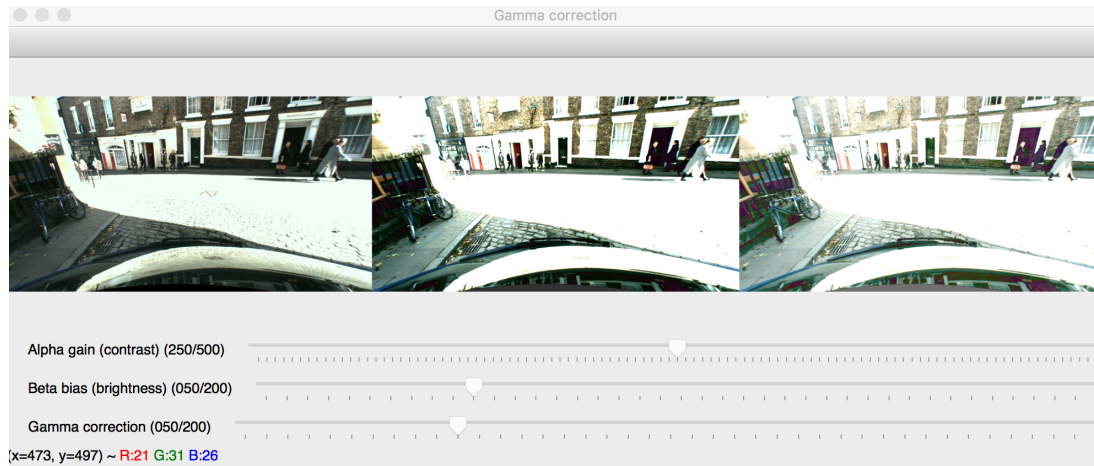 Gamma correction
Alpha gain (contrast) (250/500)
Beta bias (brightness) (050/200)
Gamma correction (050/200)
(x=473, y=497) ~ R:21 G:31 B:26